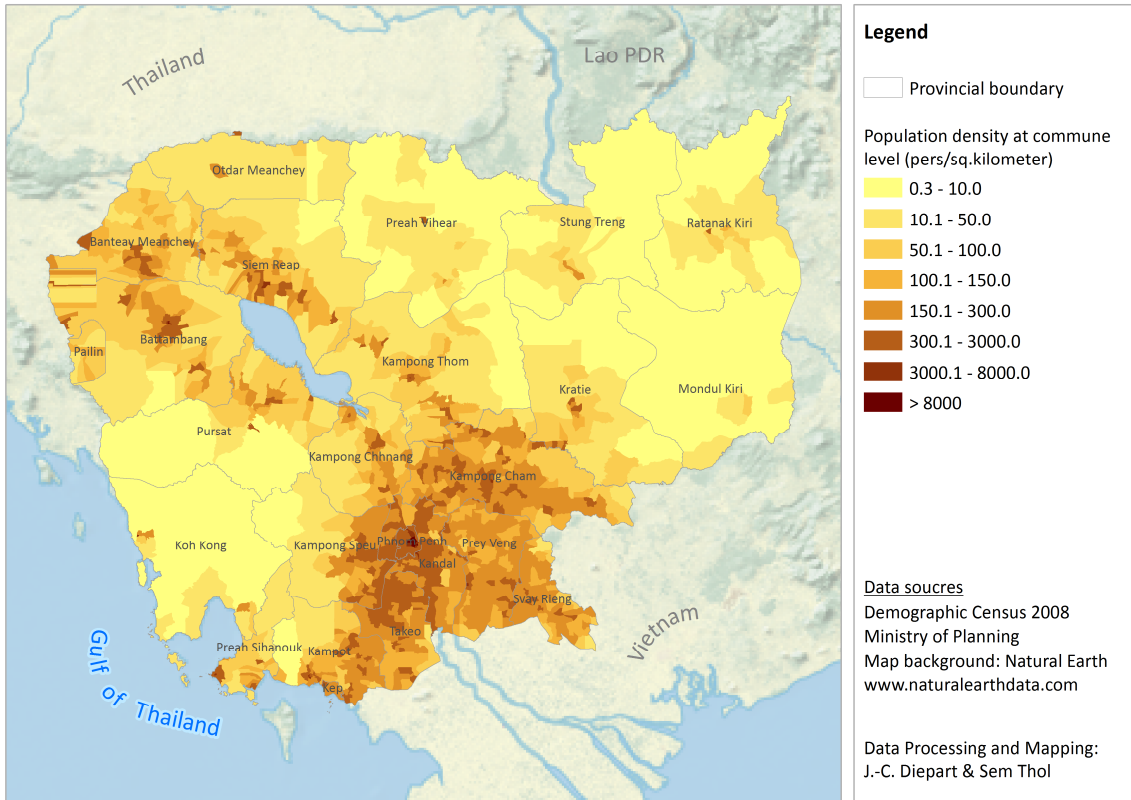 Thailand
Lao PDR
Otdar Meanchey
Preah Vihear
Stung Treng
Ratanak Kiri
Banteay Meanchey
Siem Reap
Battambang
Pailin
Kampong Thom
Kratie
Mondul Kiri
Pursat
Kampong Chhnang
Kampong Cham
Koh Kong
Kampong Speu
Phnom Penh
Prey Veng
Kandal
Svay Rieng
Takeo
Preah Sihanouk
Kampot
Kep
Vietnam
Gulf of Thailand
Legend
Provincial boundary
Population density at commune
level (pers/sq.kilometer)
0.3 - 10.0
10.1 - 50.0
50.1 - 100.0
100.1 - 150.0
150.1 - 300.0
300.1 - 3000.0
3000.1 - 8000.0
> 8000
Data soucres
Demographic Census 2008
Ministry of Planning
Map background: Natural Earth
www.naturalearthdata.com
Data Processing and Mapping:
J.-C. Diepart & Sem Thol